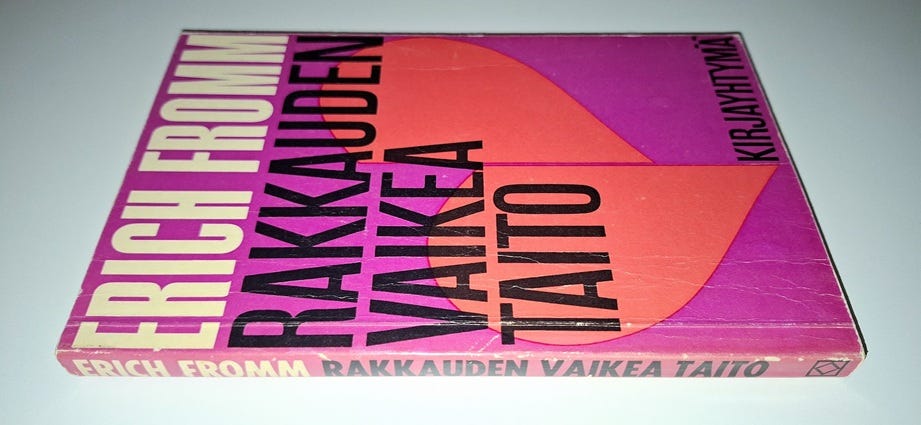 ERICH FROMM
RAKKAUDEN
VAIKEA
TAITO
KIRJAYHTYMÄ
ERICH FROMM RAKKAUDEN VAIKEA TAITO